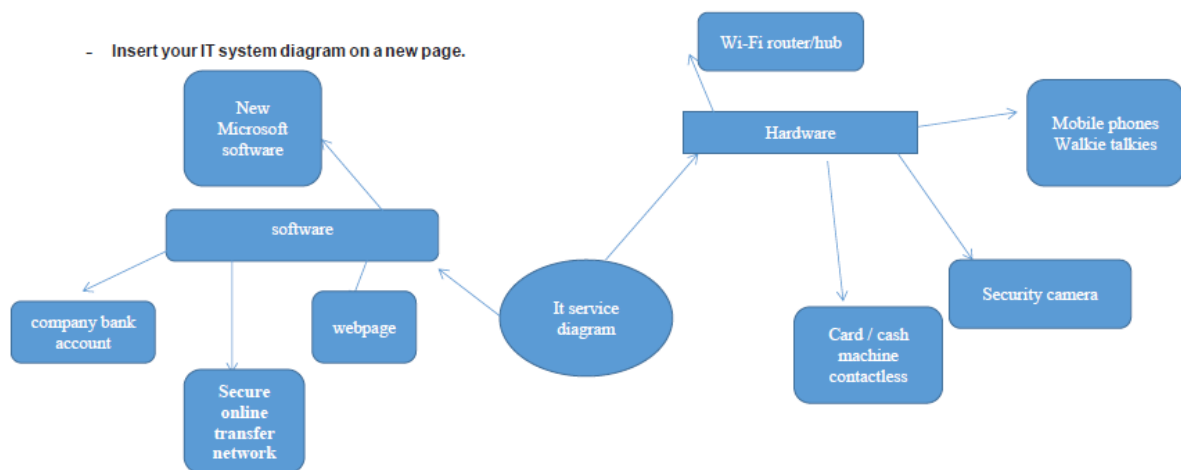 - Insert your IT system diagram on a new page.
Wi-Fi router/hub
New
Microsoft
software
Hardware
Mobile phones
Walkie talkies
software
It service
diagram
Security camera
company bank
account
webpage
Card / cash
machine
contactless
Secure
online
transfer
network